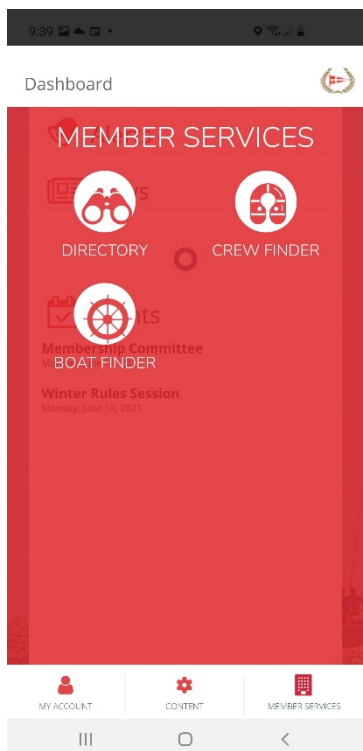 9:39
Dashboard
MEMBER SERVICES
DIRECTORY
CREW FINDER
BOAT FINDER
Membership Committee
Winter Rules Session
Monday, June 14, 2021
MY ACCOUNT
CONTENT
MEMBER SERVICES